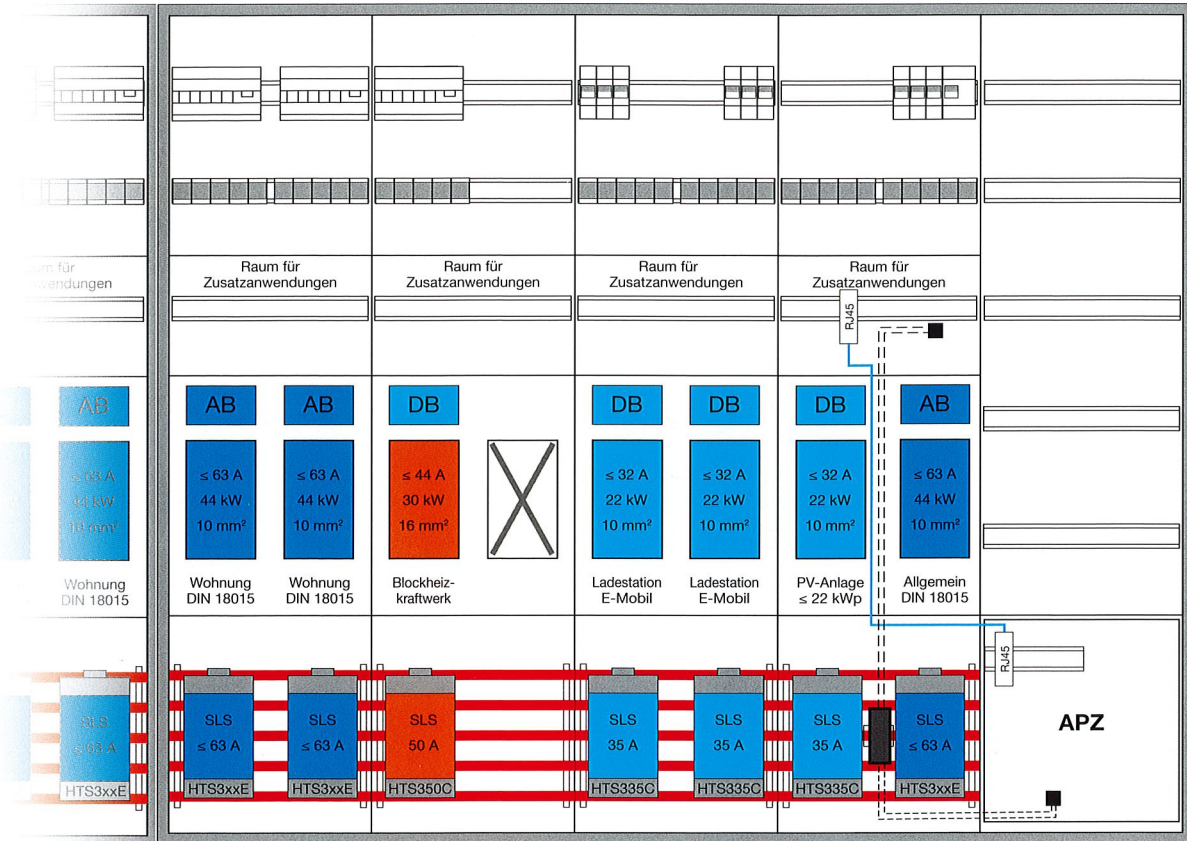 Raum für
Zusatzanwendungen
Raum für
Zusatzanwendungen
Raum für
Zusatzanwendungen
Raum für
Zusatzanwendungen
für
wendungen
RJ45
AB
AB
AB
DB
DB
DB
DB
AB
≤ 63 A
44 kW
10 mm²
≤ 63 A
44 kW
10 mm²
≤ 63 A
44 kW
10 mm²
≤ 44 A
30 kW
16 mm²
≤ 32 A
22 kW
10 mm²
≤ 32 A
22 kW
10 mm²
≤ 32 A
22 kW
10 mm²
≤ 63 A
44 kW
10 mm²
Wohnung
DIN 18015
Wohnung
DIN 18015
Wohnung
DIN 18015
Blockheiz-
kraftwerk
Ladestation
E-Mobil
Ladestation
E-Mobil
PV-Anlage
≤ 22 kWp
Allgemein
DIN 18015
RJ45
SLS
≤ 63 A
HTS3xxE
SLS
≤ 63 A
HTS3xxE
SLS
≤ 63 A
HTS3xxE
SLS
50 A
HTS350C
SLS
35 A
HTS335C
SLS
35 A
HTS335C
SLS
35 A
HTS335C
SLS
≤ 63 A
HTS3xxE
APZ